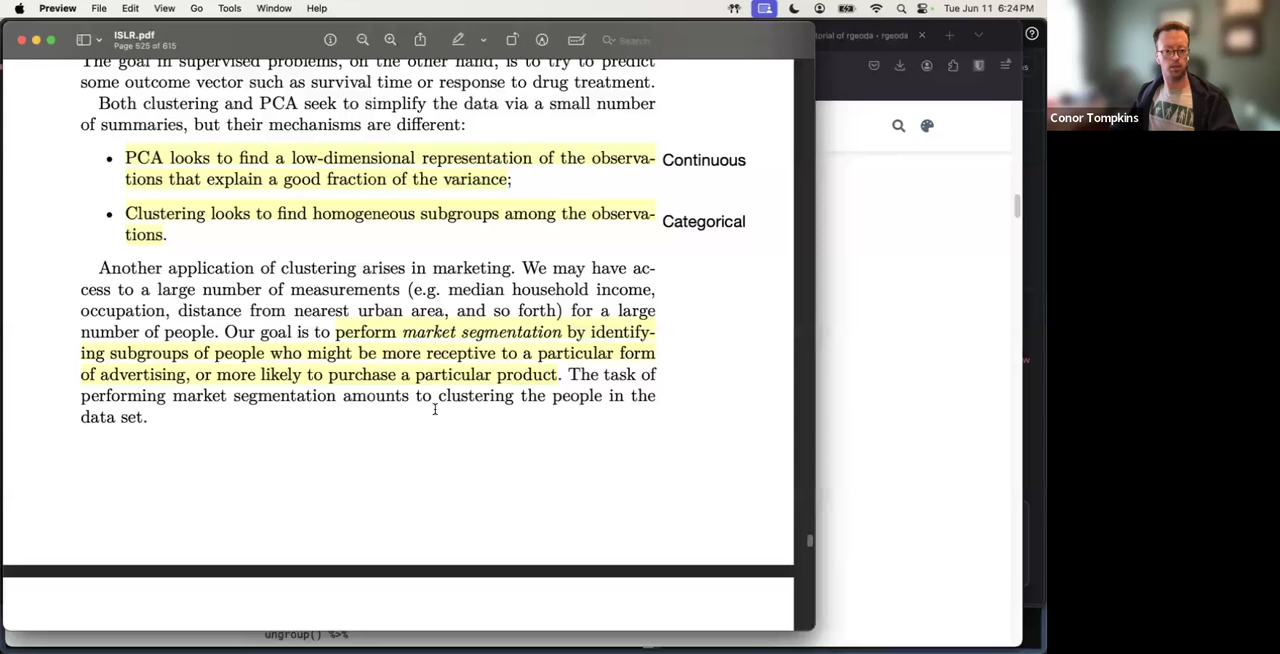 Preview File Edit View Go Tools Window Help Tue Jun 11 6:24 PM
ISLR.pdf
Page 525 of 615
Search
torial of rgeoda • rgeoda
The goal in supervised problems, on the other hand, is to try to predict
some outcome vector such as survival time or response to drug treatment.
Both clustering and PCA seek to simplify the data via a small number
of summaries, but their mechanisms are different:
• PCA looks to find a low-dimensional representation of the observa-
tions that explain a good fraction of the variance;
Continuous
• Clustering looks to find homogeneous subgroups among the observa-
tions.
Categorical
Another application of clustering arises in marketing. We may have ac-
cess to a large number of measurements (e.g. median household income,
occupation, distance from nearest urban area, and so forth) for a large
number of people. Our goal is to perform market segmentation by identify-
ing subgroups of people who might be more receptive to a particular form
of advertising, or more likely to purchase a particular product. The task of
performing market segmentation amounts to clustering the people in the
data set.
ungroup() %>%
Conor Tompkins